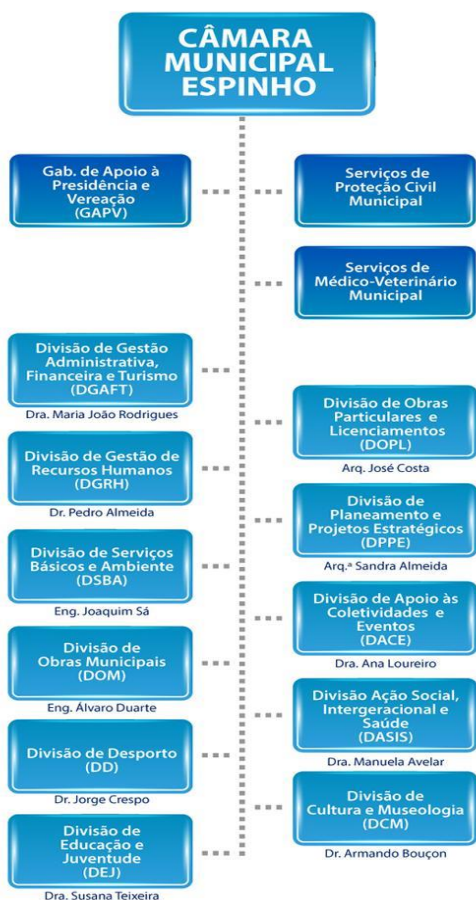 CÂMARA
MUNICIPAL
ESPINHO
Gab. de Apoio à
Presidência e
Vereação
(GAPV)
Serviços de
Proteção Civil
Municipal
Serviços de
Médico-Veterinário
Municipal
Divisão de Gestão
Administrativa,
Financeira e Turismo
(DGAFT)
Dra. Maria João Rodrigues
Divisão de Obras
Particulares e
Licenciamentos
(DOPL)
Arq. José Costa
Divisão de Gestão de
Recursos Humanos
(DGRH)
Dr. Pedro Almeida
Divisão de
Planeamento e
Projetos Estratégicos
(DPPE)
Arq.ª Sandra Almeida
Divisão de Serviços
Básicos e Ambiente
(DSBA)
Eng. Joaquim Sá
Divisão de Apoio às
Coletividades e
Eventos
(DACE)
Dra. Ana Loureiro
Divisão de
Obras Municipais
(DOM)
Eng. Álvaro Duarte
Divisão Ação Social,
Intergeracional e
Saúde
(DASIS)
Dra. Manuela Avelar
Divisão de Desporto
(DD)
Dr. Jorge Crespo
Divisão de
Cultura e Museologia
(DCM)
Dr. Armando Bouçon
Divisão de
Educação e
Juventude
(DEJ)
Dra. Susana Teixeira